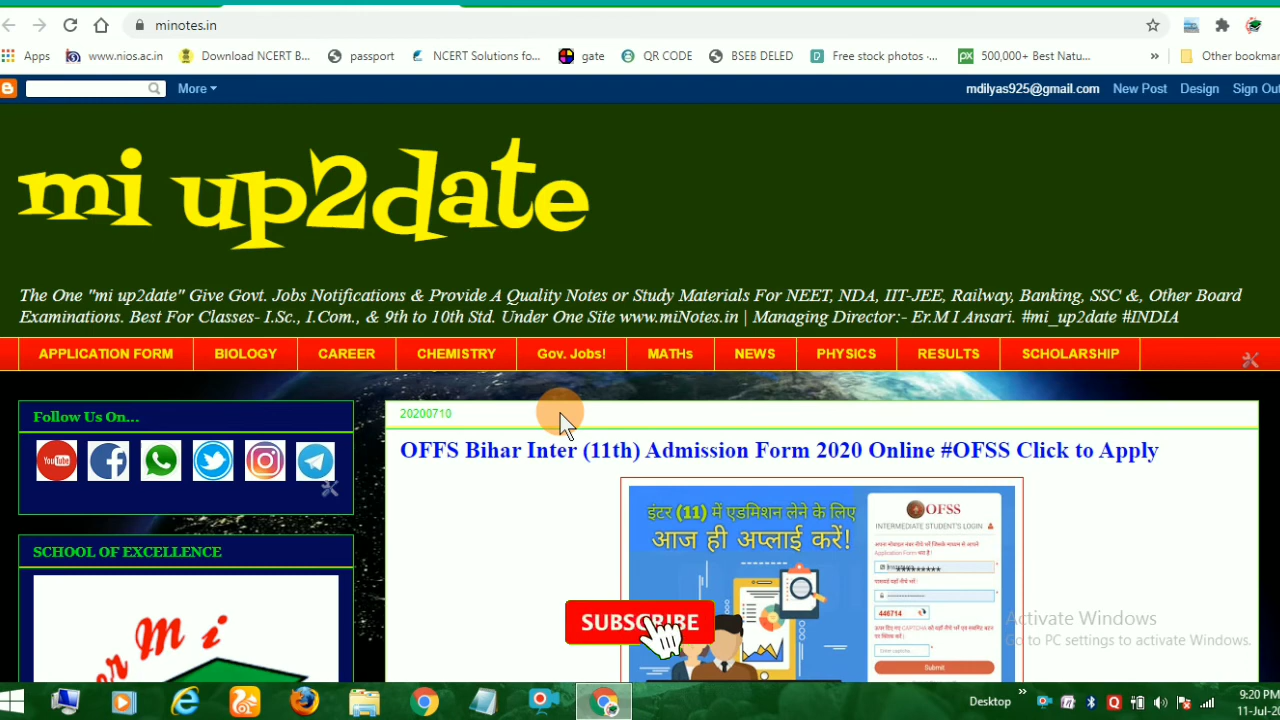 minotes.in
Apps www.nios.ac.in Download NCERT B... passport NCERT Solutions fo... gate QR CODE BSEB DELED Free stock photos ·... px 500,000+ Best Natu... » Other bookmar
More
mdilyas925@gmail.com New Post Design Sign Out
mi up2date
The One "mi up2date" Give Govt. Jobs Notifications & Provide A Quality Notes or Study Materials For NEET, NDA, IIT-JEE, Railway, Banking, SSC &, Other Board
Examinations. Best For Classes- I.Sc., I.Com., & 9th to 10th Std. Under One Site www.miNotes.in | Managing Director:- Er.M I Ansari. #mi_up2date #INDIA
APPLICATION FORM BIOLOGY CAREER CHEMISTRY Gov. Jobs! MATHs NEWS PHYSICS RESULTS SCHOLARSHIP
Follow Us On...
YouTube
SCHOOL OF EXCELLENCE
er M i
20200710
OFFS Bihar Inter (11th) Admission Form 2020 Online #OFSS Click to Apply
इंटर (11) में एडमिशन लेने के लिए
आज ही अप्लाई करें!
OFSS
INTERMEDIATE STUDENT'S LOGIN
446714
Submit
SUBSCRIBE
Activate Windows
Go to PC settings to activate Windows.
Desktop » 9:20 PM
11-Jul-20